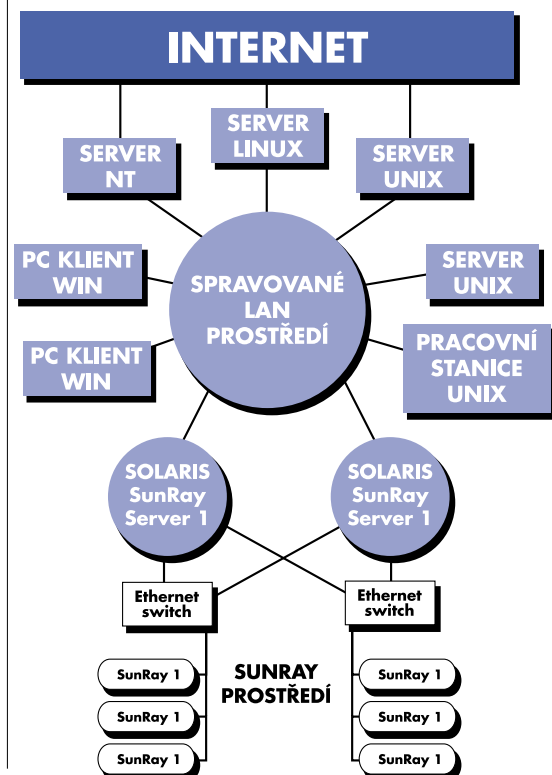 INTERNET
SERVER
LINUX
SERVER
NT
SERVER
UNIX
PC KLIENT
WIN
SPRAVOVANÉ
LAN
PROSTŘEDÍ
SERVER
UNIX
PC KLIENT
WIN
PRACOVNÍ
STANICE
UNIX
SOLARIS
SunRay
Server 1
SOLARIS
SunRay
Server 1
Ethernet
switch
Ethernet
switch
SunRay 1
SunRay 1
SunRay 1
SUNRAY
PROSTŘEDÍ
SunRay 1
SunRay 1
SunRay 1